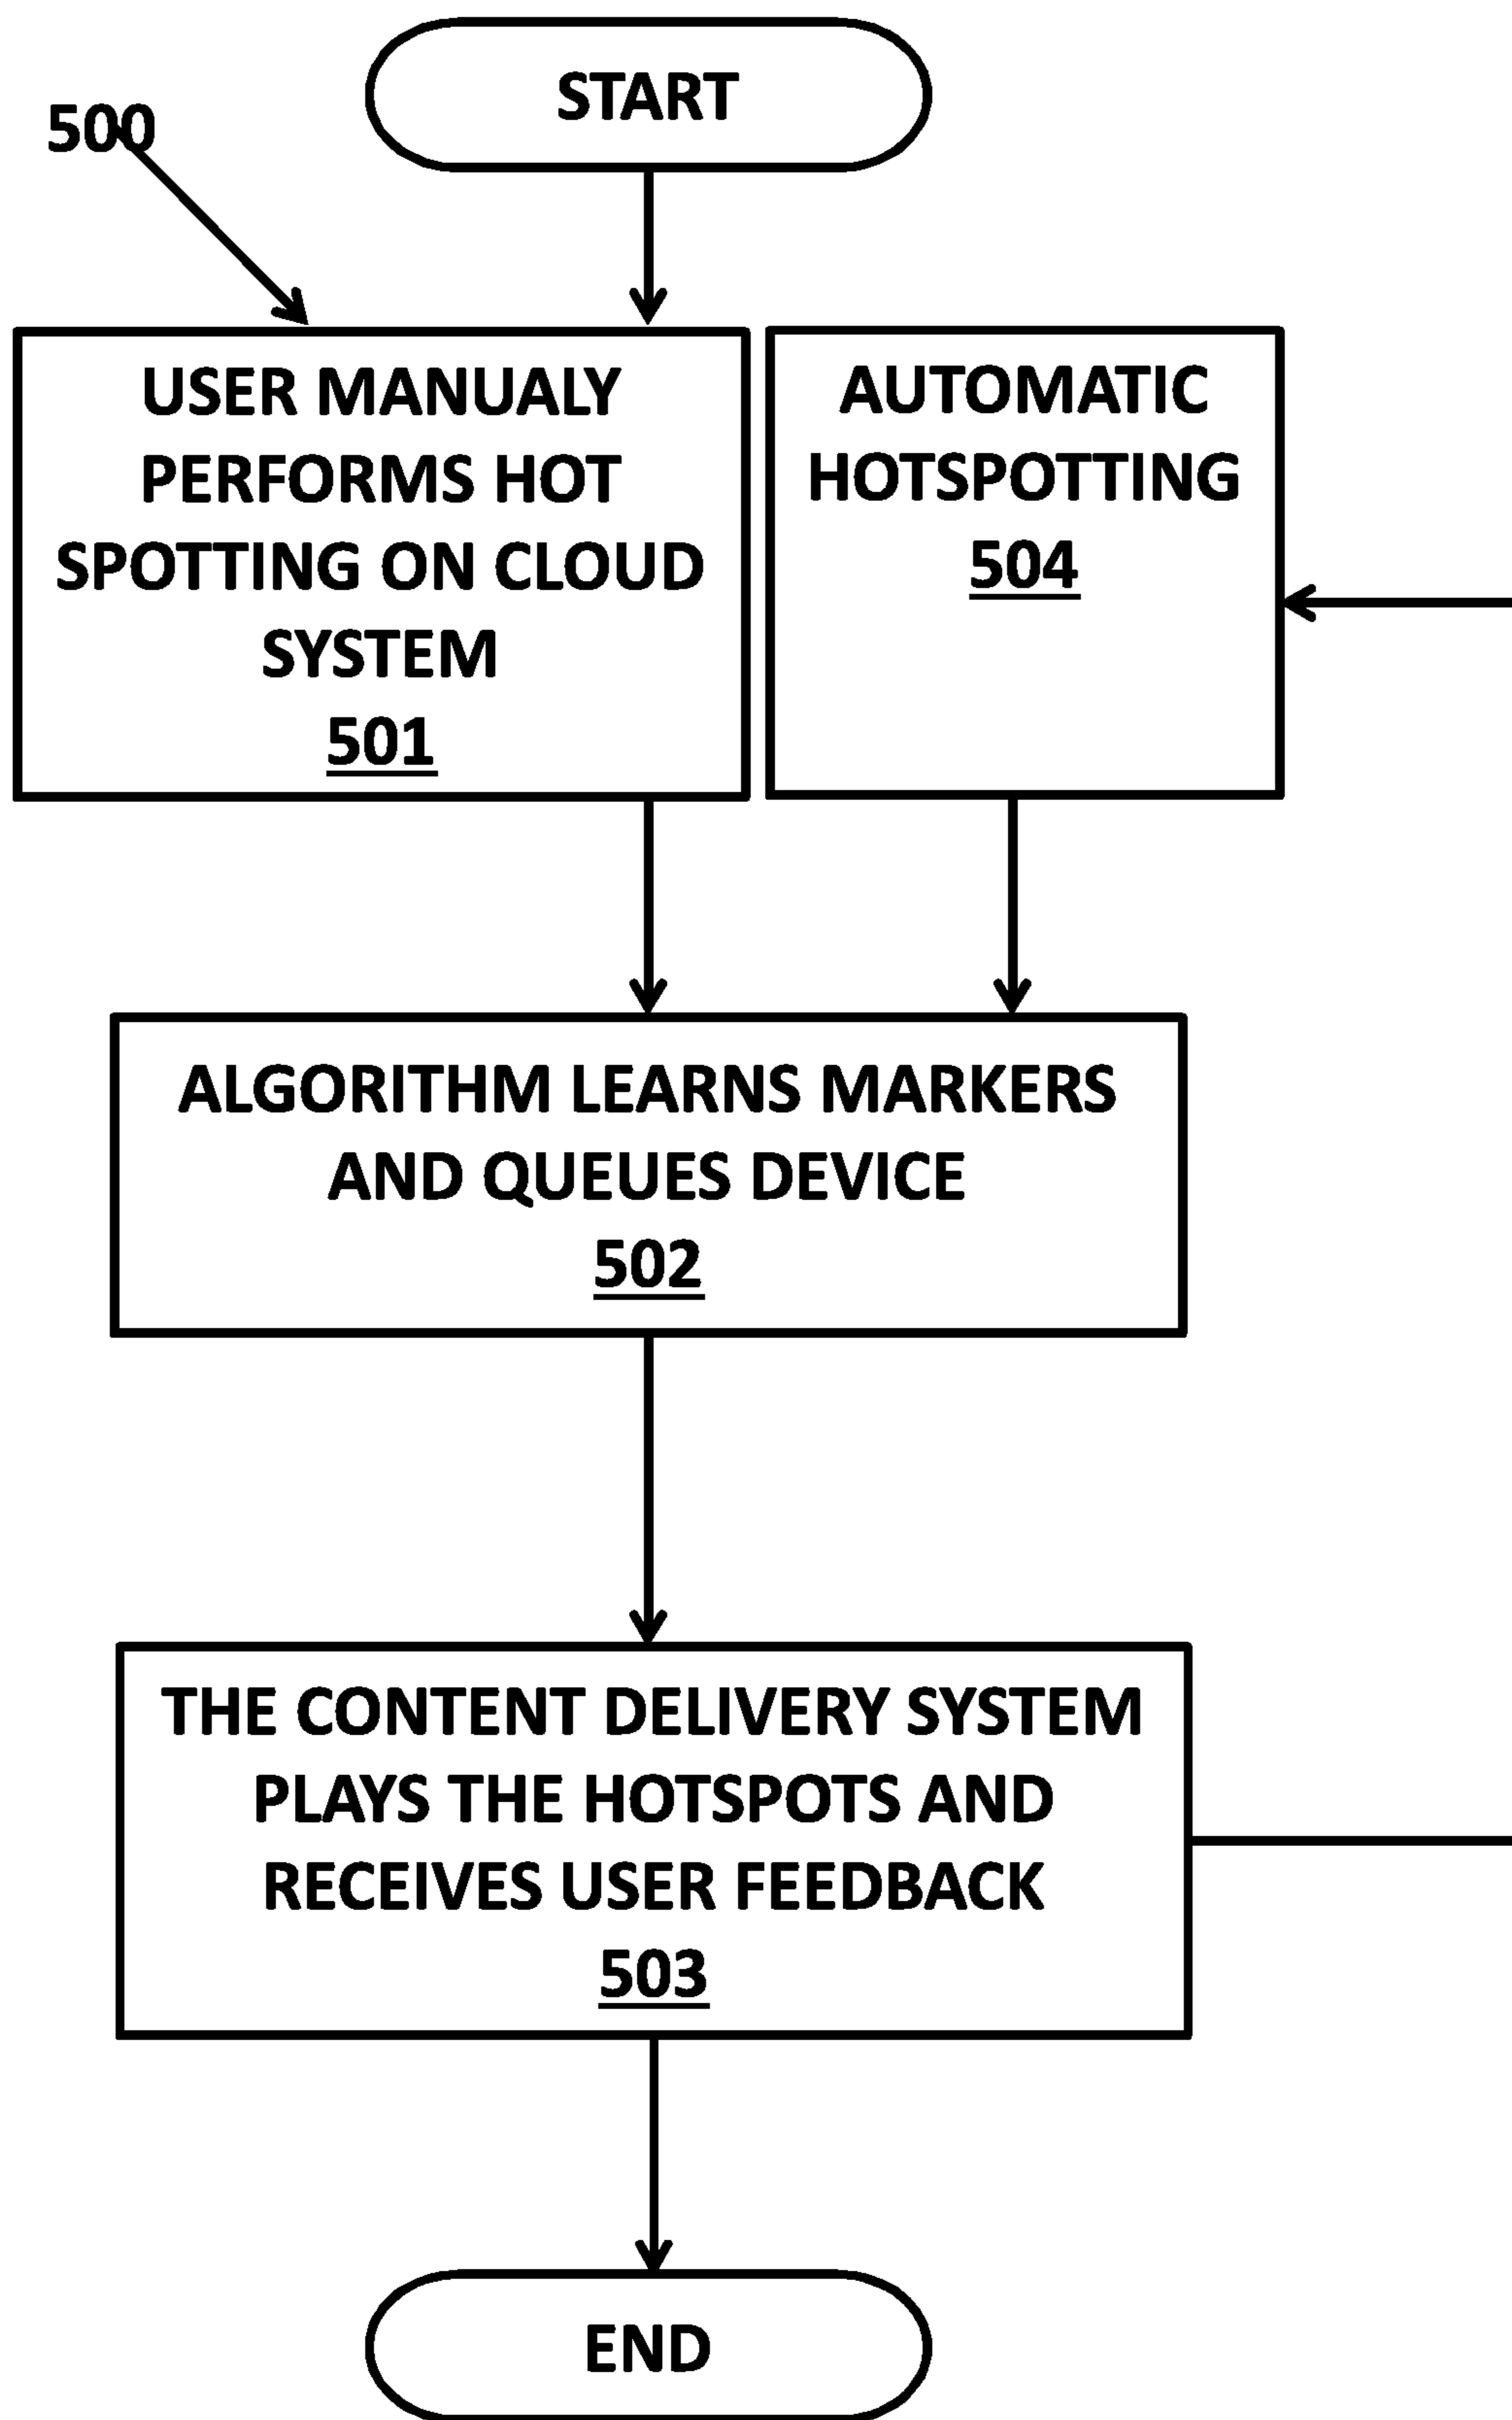 START
500
USER MANUALY
PERFORMS HOT
SPOTTING ON CLOUD
SYSTEM
501
AUTOMATIC
HOTSPOTTING
504
ALGORITHM LEARNS MARKERS
AND QUEUES DEVICE
502
THE CONTENT DELIVERY SYSTEM
PLAYS THE HOTSPOTS AND
RECEIVES USER FEEDBACK
503
END